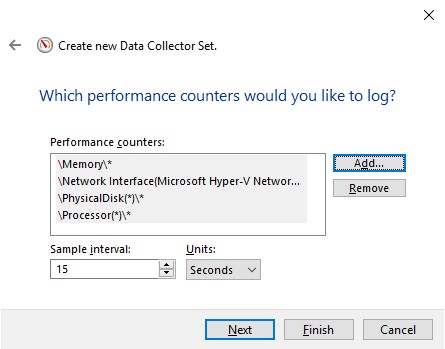 Create new Data Collector Set.
Which performance counters would you like to log?
Performance counters:
\Memory\*
\Network Interface(Microsoft Hyper-V Networ...
\PhysicalDisk(*)\*
\Processor(*)\*
Add...
Remove
Sample interval:
Units:
15
Seconds
Next
Finish
Cancel